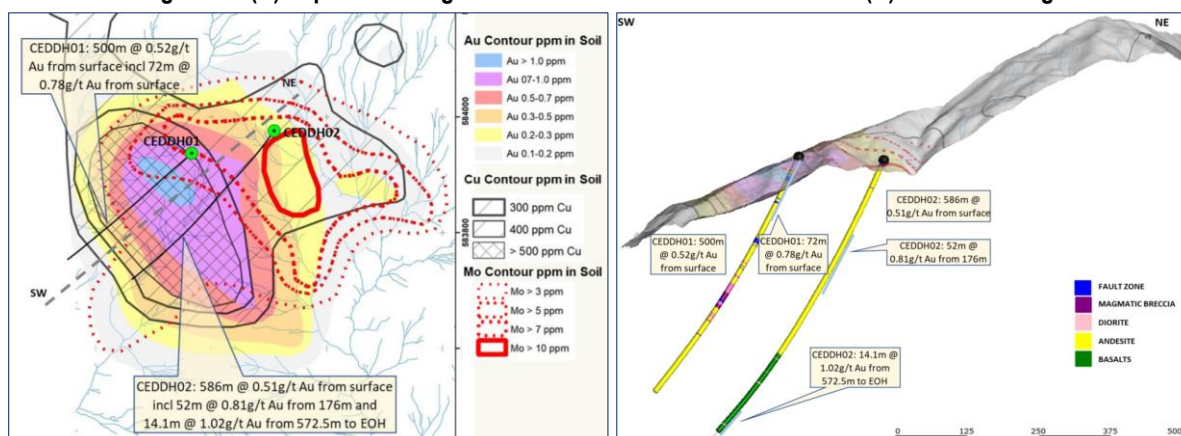 CEDDH01: 500m @ 0.52g/t
Au from surface incl 72m @
0.78g/t Au from surface
NE
CEDDH01
CEDDH02
584000
583800
SW
CEDDH02: 586m @ 0.51g/t Au from surface
incl 52m @ 0.81g/t Au from 176m and
14.1m @ 1.02g/t Au from 572.5m to EOH
Au Contour ppm in Soil
Au > 1.0 ppm
Au 07-1.0 ppm
Au 0.5-0.7 ppm
Au 0.3-0.5 ppm
Au 0.2-0.3 ppm
Au 0.1-0.2 ppm
Cu Contour ppm in Soil
300 ppm Cu
400 ppm Cu
> 500 ppm Cu
Mo Contour ppm in Soil
Mo > 3 ppm
Mo > 5 ppm
Mo > 7 ppm
Mo > 10 ppm
SW
NE
CEDDH01 500m
@ 0.52g/t Au
from surface
CEDDH01: 72m
@ 0.78g/t Au
from surface
CEDDH02: 586m @
0.51g/t Au from surface
CEDDH02: 52m @
0.81g/t Au from 176m
CEDDH02: 14.1m @
1.02g/t Au from
572.5m to EOH
FAULT ZONE
MAGMATIC BRECCIA
DIORITE
ANDESITE
BASALTS
0 125 250 375 500